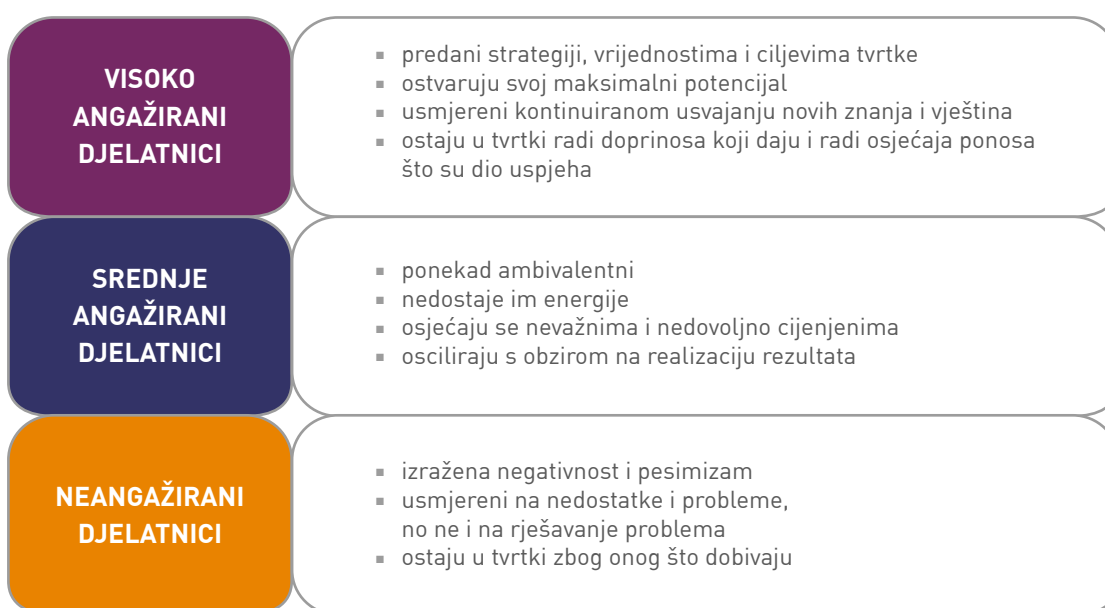 VISOKO
ANGAŽIRANI
DJELATNICI
▪ predani strategiji, vrijednostima i ciljevima tvrtke
▪ ostvaruju svoj maksimalni potencijal
▪ usmjereni kontinuiranom usvajanju novih znanja i vještina
▪ ostaju u tvrtki radi doprinosa koji daju i radi osjećaja ponosa
što su dio uspjeha
SREDNJE
ANGAŽIRANI
DJELATNICI
▪ ponekad ambivalentni
▪ nedostaje im energije
▪ osjećaju se nevažnima i nedovoljno cijenjenima
▪ osciliraju s obzirom na realizaciju rezultata
NEANGAŽIRANI
DJELATNICI
▪ izražena negativnost i pesimizam
▪ usmjereni na nedostatke i probleme,
no ne i na rješavanje problema
▪ ostaju u tvrtki zbog onog što dobivaju